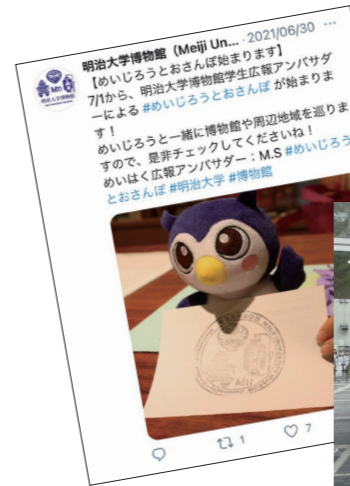 明治大学博物館（Meiji Un... · 2021/06/30 ···
【めいじろうとおさんぽ始まります】
7/1から、明治大学博物館学生広報アンバサダ
ーによる #めいじろうとおさんぽ が始まりま
す！
めいじろうと一緒に博物館や周辺地域を巡りま
すので、是非チェックしてくださいね！
めいはく広報アンバサダー：M.S #めいじろう
とおさんぽ #明治大学 #博物館
1 7